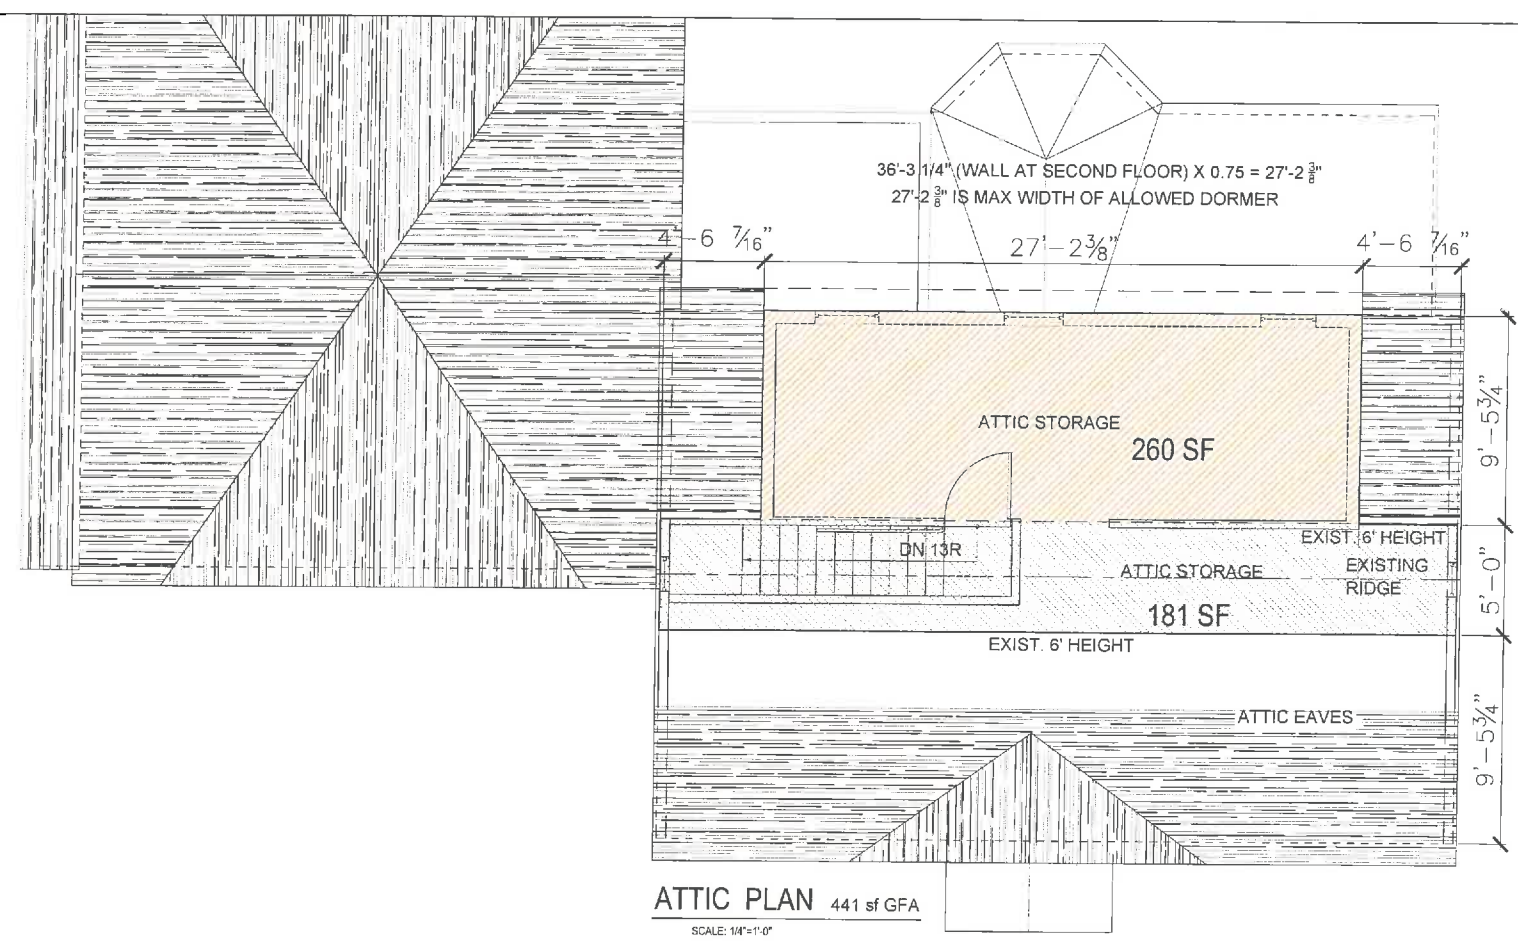 36'-3 1/4" (WALL AT SECOND FLOOR) X 0.75 = 27'-2 3/8"
27'-2 3/8" IS MAX WIDTH OF ALLOWED DORMER
4'-6 7/16"
27'-2 3/8"
4'-6 7/16"
9'-5 3/4"
ATTIC STORAGE
260 SF
EXIST. 6' HEIGHT
DN 13R
ATTIC STORAGE
EXISTING
RIDGE
5'-0"
181 SF
EXIST. 6' HEIGHT
ATTIC EAVES
9'-5 3/4"
ATTIC PLAN 441 sf GFA
SCALE: 1/4"=1'-0"